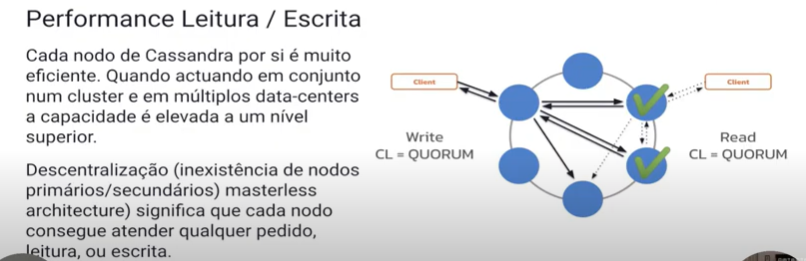 Performance Leitura / Escrita
Cada nodo de Cassandra por si é muito
eficiente. Quando actuando em conjunto
num cluster e em múltiplos data-centers
a capacidade é elevada a um nível
superior.
Descentralização (inexistência de nodos
primários/secundários) masterless
architecture) significa que cada nodo
consegue atender qualquer pedido,
leitura, ou escrita.
Client
Write
CL = QUORUM
Client
Read
CL = QUORUM